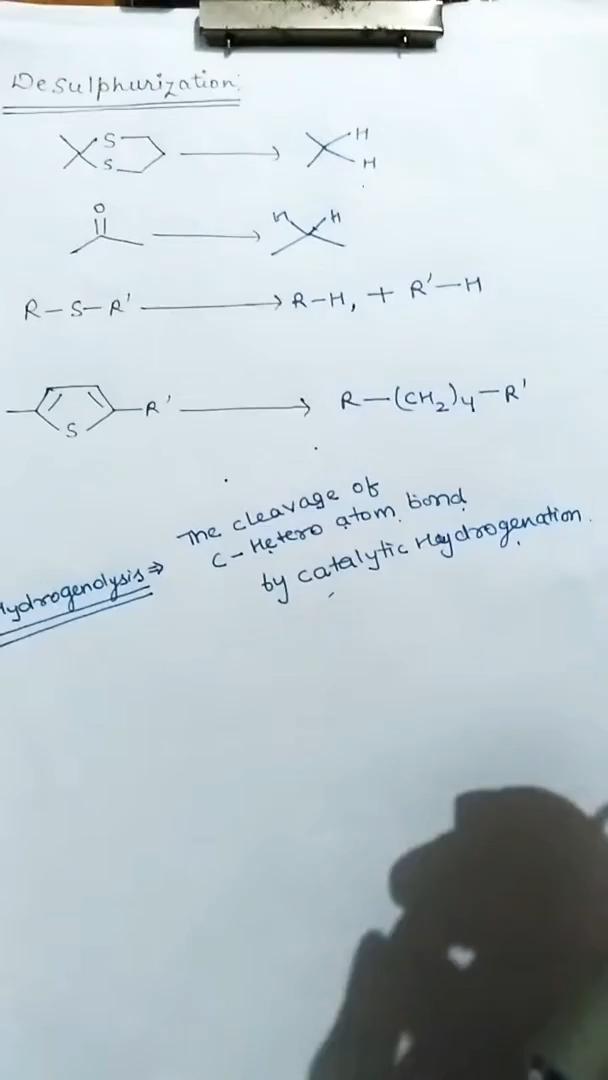 Desulphurization:
S
S
H
H
O
H H
R-S-R' → R-H, + R'-H
S -R' → R-(CH₂)₄-R'
Hydrogenolysis ⇒ The cleavage of
C-Hetero atom bond
by catalytic Haydrogenation.